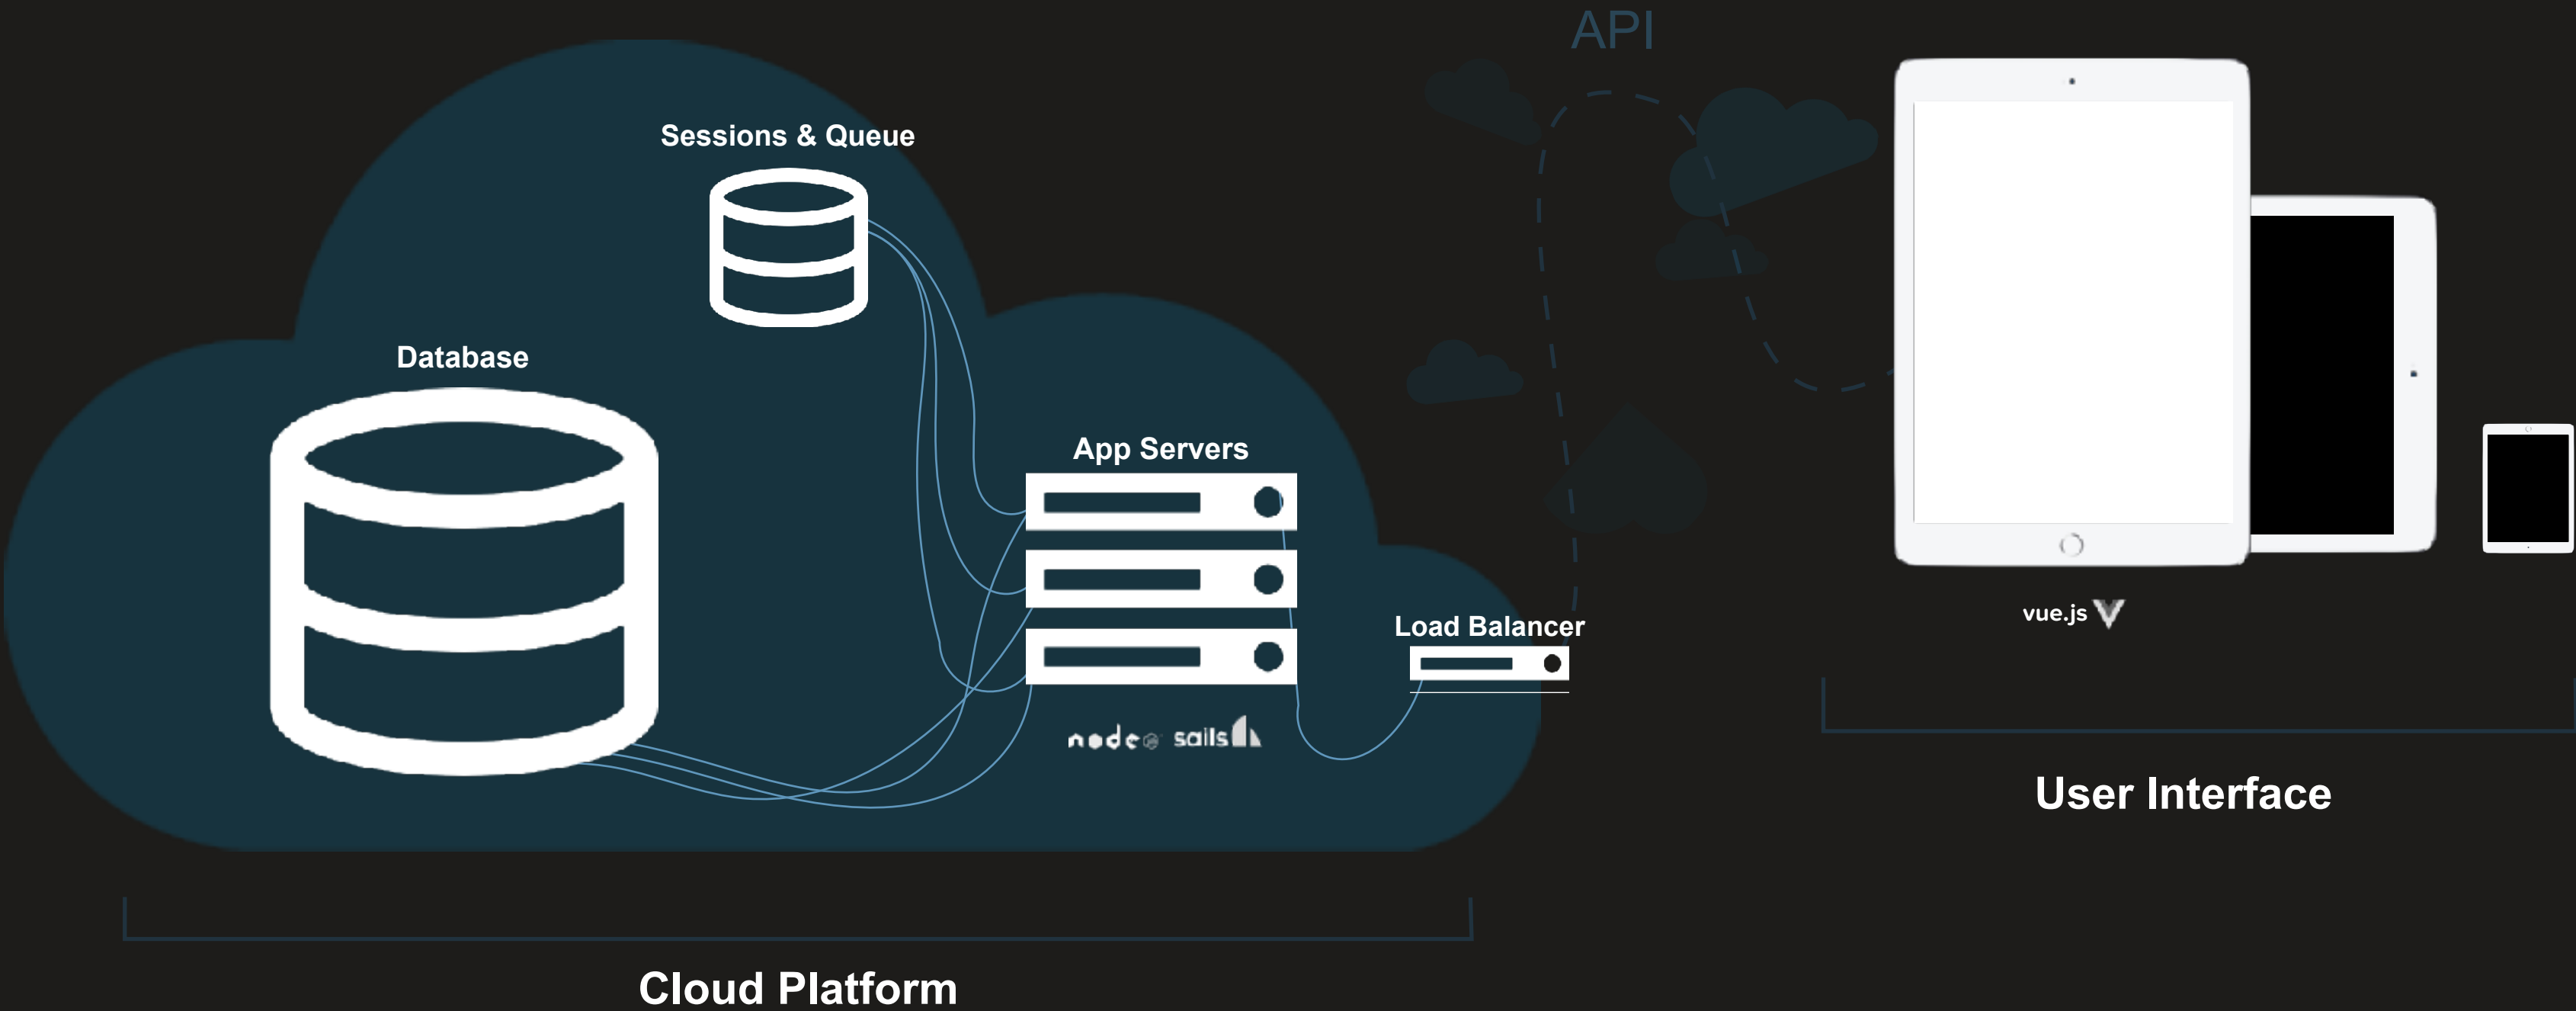 API
Sessions & Queue
Database
App Servers
node sails
Load Balancer
vue.js
User Interface
Cloud Platform